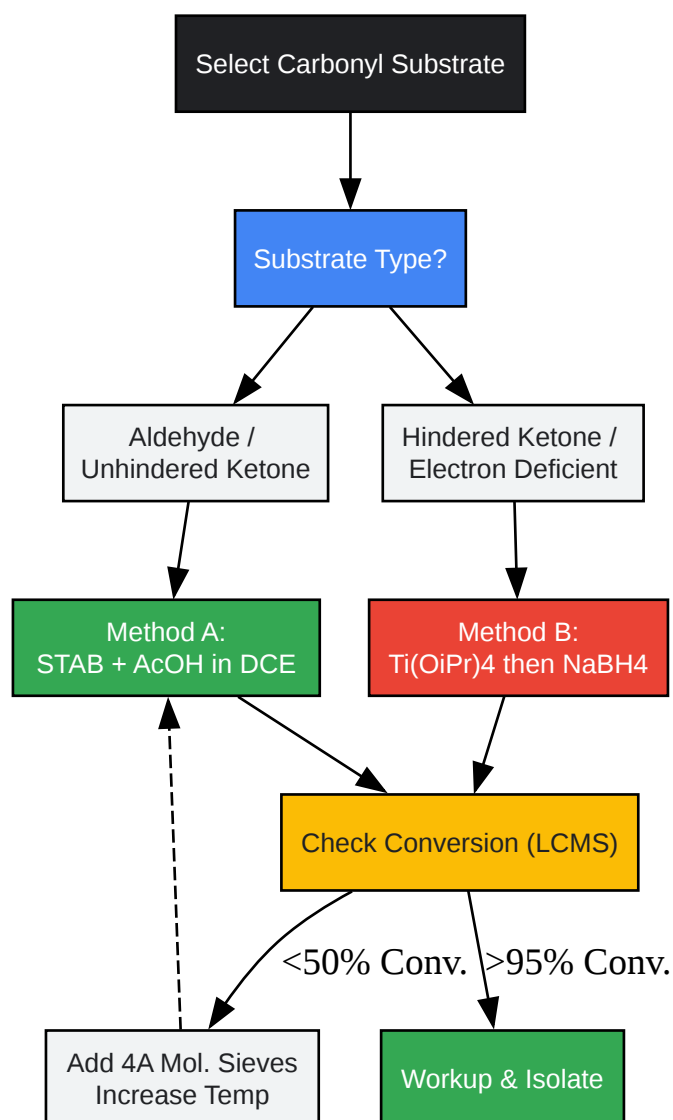 Select Carbonyl Substrate
Substrate Type?
Aldehyde /
Unhindered Ketone
Hindered Ketone /
Electron Deficient
Method A:
STAB + AcOH in DCE
Method B:
Ti(OiPr)4 then NaBH4
Check Conversion (LCMS)
<50% Conv.
>95% Conv.
Add 4A Mol. Sieves
Increase Temp
Workup & Isolate